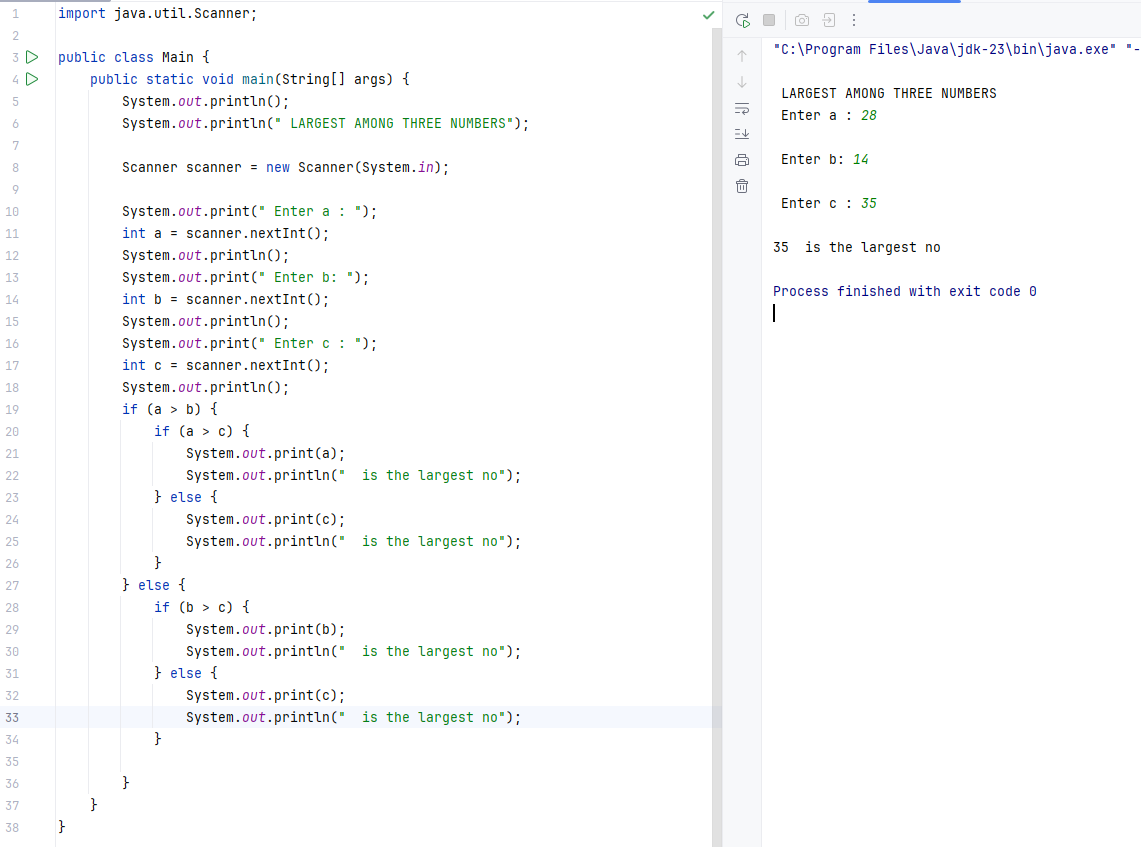 1 import java.util.Scanner;
2
3 public class Main {
4     public static void main(String[] args) {
5         System.out.println();
6         System.out.println(" LARGEST AMONG THREE NUMBERS");
7
8         Scanner scanner = new Scanner(System.in);
9
10         System.out.print(" Enter a : ");
11         int a = scanner.nextInt();
12         System.out.println();
13         System.out.print(" Enter b: ");
14         int b = scanner.nextInt();
15         System.out.println();
16         System.out.print(" Enter c : ");
17         int c = scanner.nextInt();
18         System.out.println();
19         if (a > b) {
20             if (a > c) {
21                 System.out.print(a);
22                 System.out.println("  is the largest no");
23             } else {
24                 System.out.print(c);
25                 System.out.println("  is the largest no");
26             }
27         } else {
28             if (b > c) {
29                 System.out.print(b);
30                 System.out.println("  is the largest no");
31             } else {
32                 System.out.print(c);
33                 System.out.println("  is the largest no");
34             }
35
36         }
37     }
38 }
"C:\Program Files\Java\jdk-23\bin\java.exe" "-
 LARGEST AMONG THREE NUMBERS
 Enter a : 28
 Enter b: 14
 Enter c : 35
35  is the largest no
Process finished with exit code 0